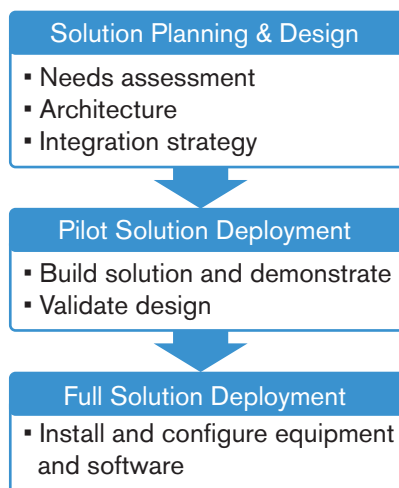 Solution Planning & Design
▪ Needs assessment
▪ Architecture
▪ Integration strategy
Pilot Solution Deployment
▪ Build solution and demonstrate
▪ Validate design
Full Solution Deployment
▪ Install and configure equipment
and software